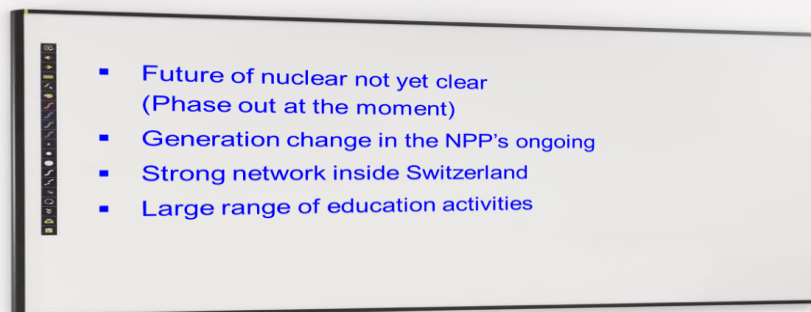 ▪ Future of nuclear not yet clear
(Phase out at the moment)
▪ Generation change in the NPP's ongoing
▪ Strong network inside Switzerland
▪ Large range of education activities